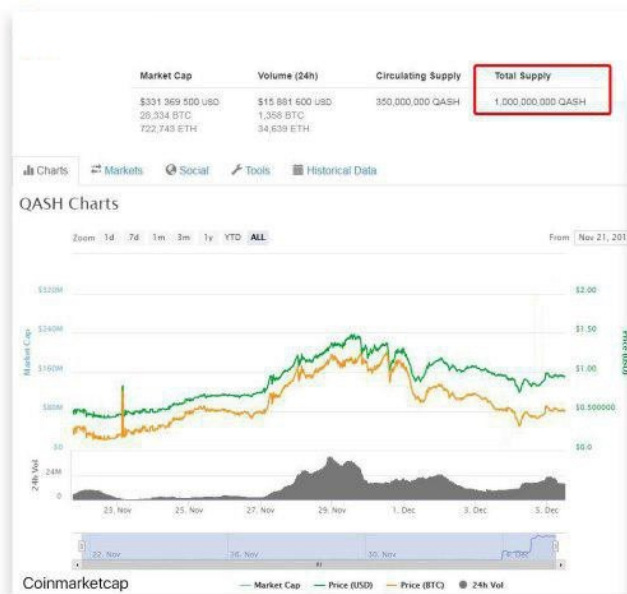 Market Cap Volume (24h) Circulating Supply Total Supply
$331 369 500 USD $15 881 600 USD 350,000,000 QASH 1,000,000,000 QASH
28,334 BTC 1,358 BTC
722,743 ETH 34,639 ETH
Charts Markets Social Tools Historical Data
QASH Charts
Zoom 1d 7d 1m 3m 1y YTD ALL From Nov 21, 201
$320M $2.00
$240M $1.50
$160M $1.00
$80M $0.500000
$0 $0.0
Market Cap
Price (USD)
24h Vol
24M
0
23. Nov 25. Nov 27. Nov 29. Nov 1. Dec 3. Dec 5. Dec
22. Nov 26. Nov 30. Nov 4. Dec
Coinmarketcap Market Cap Price (USD) Price (BTC) 24h Vol